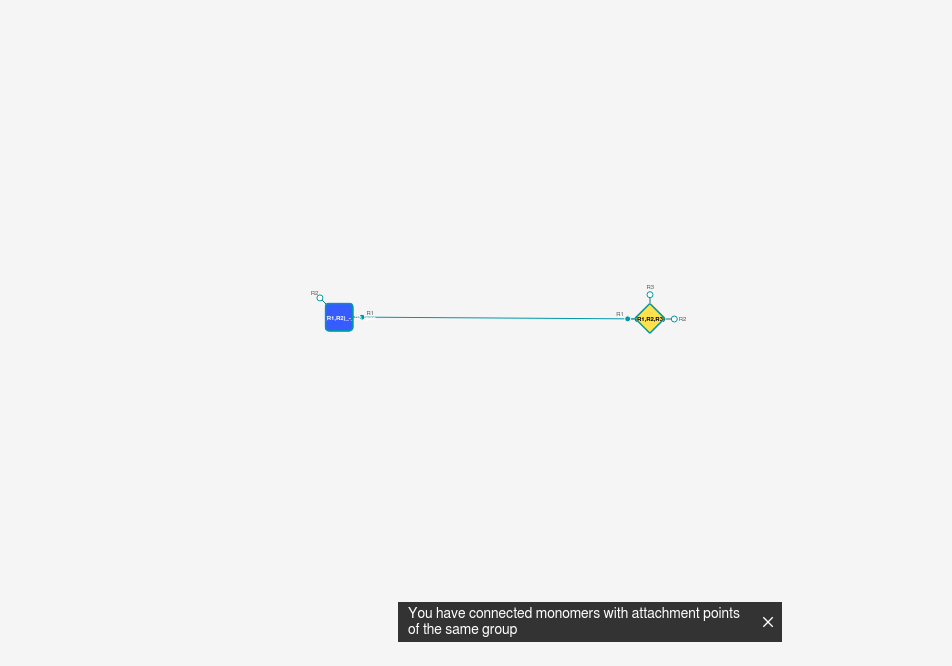 R3
R2
R1
R1
R1,R2)_-
R1,R2,R3
R2
You have connected monomers with attachment points
of the same group